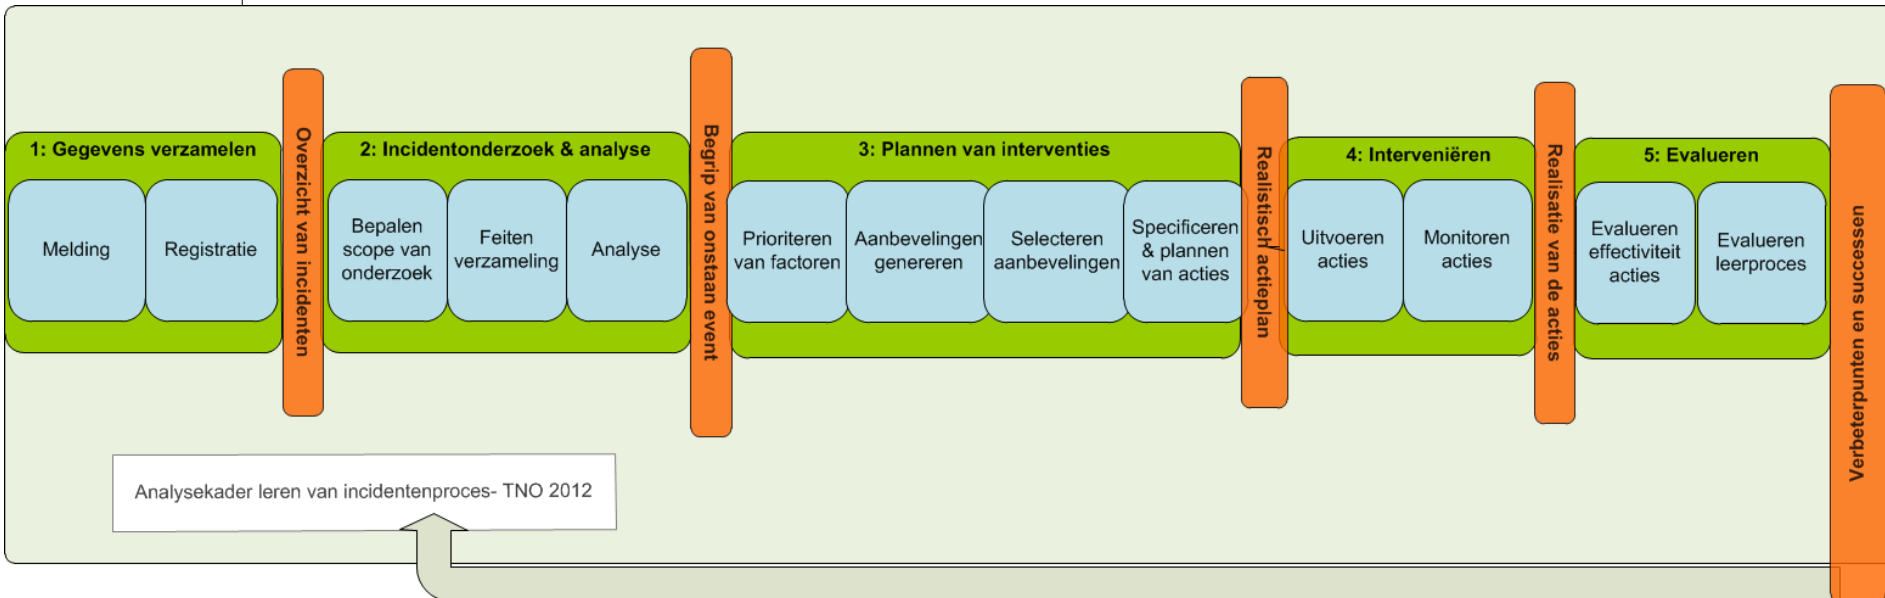 1: Gegevens verzamelen
Melding
Registratie
Overzicht van incidenten
2: Incidentonderzoek & analyse
Bepalen
scope van
onderzoek
Feiten
verzameling
Analyse
Begrip van onstaan event
3: Plannen van interventies
Prioriteren
van factoren
Aanbevelingen
genereren
Selecteren
aanbevelingen
Specificeren
& plannen
van acties
Realistisch actieplan
4: Interveniëren
Uitvoeren
acties
Monitoren
acties
Realisatie van de acties
5: Evalueren
Evalueren
effectiviteit
acties
Evalueren
leerproces
Verbeterpunten en successen
Analysekader leren van incidentenproces- TNO 2012